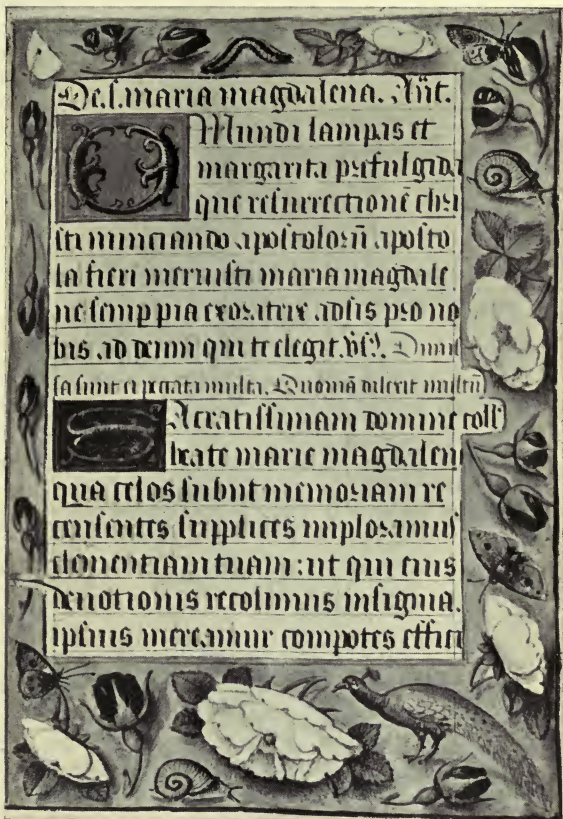 De.s.maria magdalena. Añt.
O Mundi lampas et
margarita prefulgida
que resurrectionē chri
sti nunciando apostolorū aposto
la fieri meruisti maria magdale
ne semꝑ pia exoratrix adsis pro no
bis ad deum qui te elegit. v̄s. Dimis
sa sunt ei peccata multa. Quoniā dilexit multū
SAcratissimam domine coll
beate marie magdalene
qua celos subiit memoriam re
censentes supplices imploramus
clementiam tuam: ut qui eius
deuotionis recolimus insignia.
ipsius mereamur compotes effici